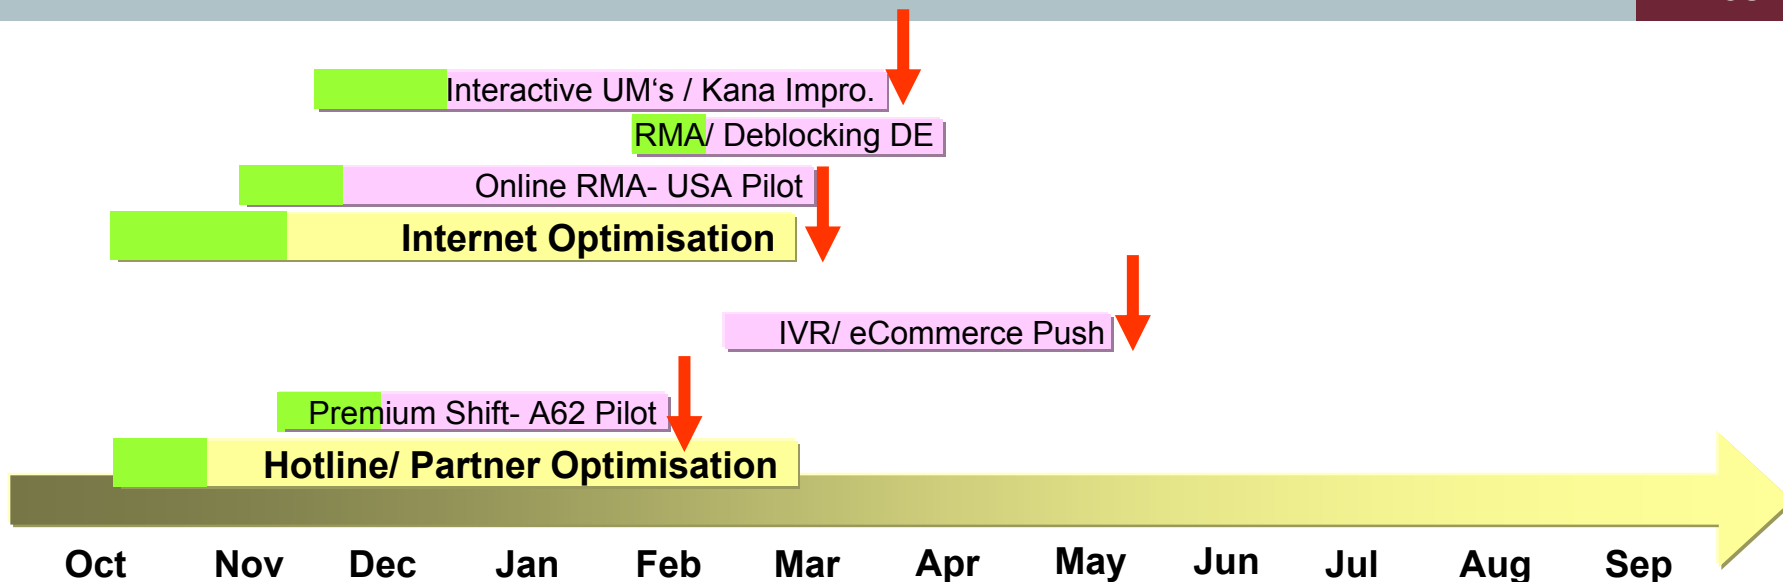 Interactive UM‘s / Kana Impro.
RMA/ Deblocking DE
Online RMA- USA Pilot
Internet Optimisation
IVR/ eCommerce Push
Premium Shift- A62 Pilot
Hotline/ Partner Optimisation
Oct Nov Dec Jan Feb Mar Apr May Jun Jul Aug Sep